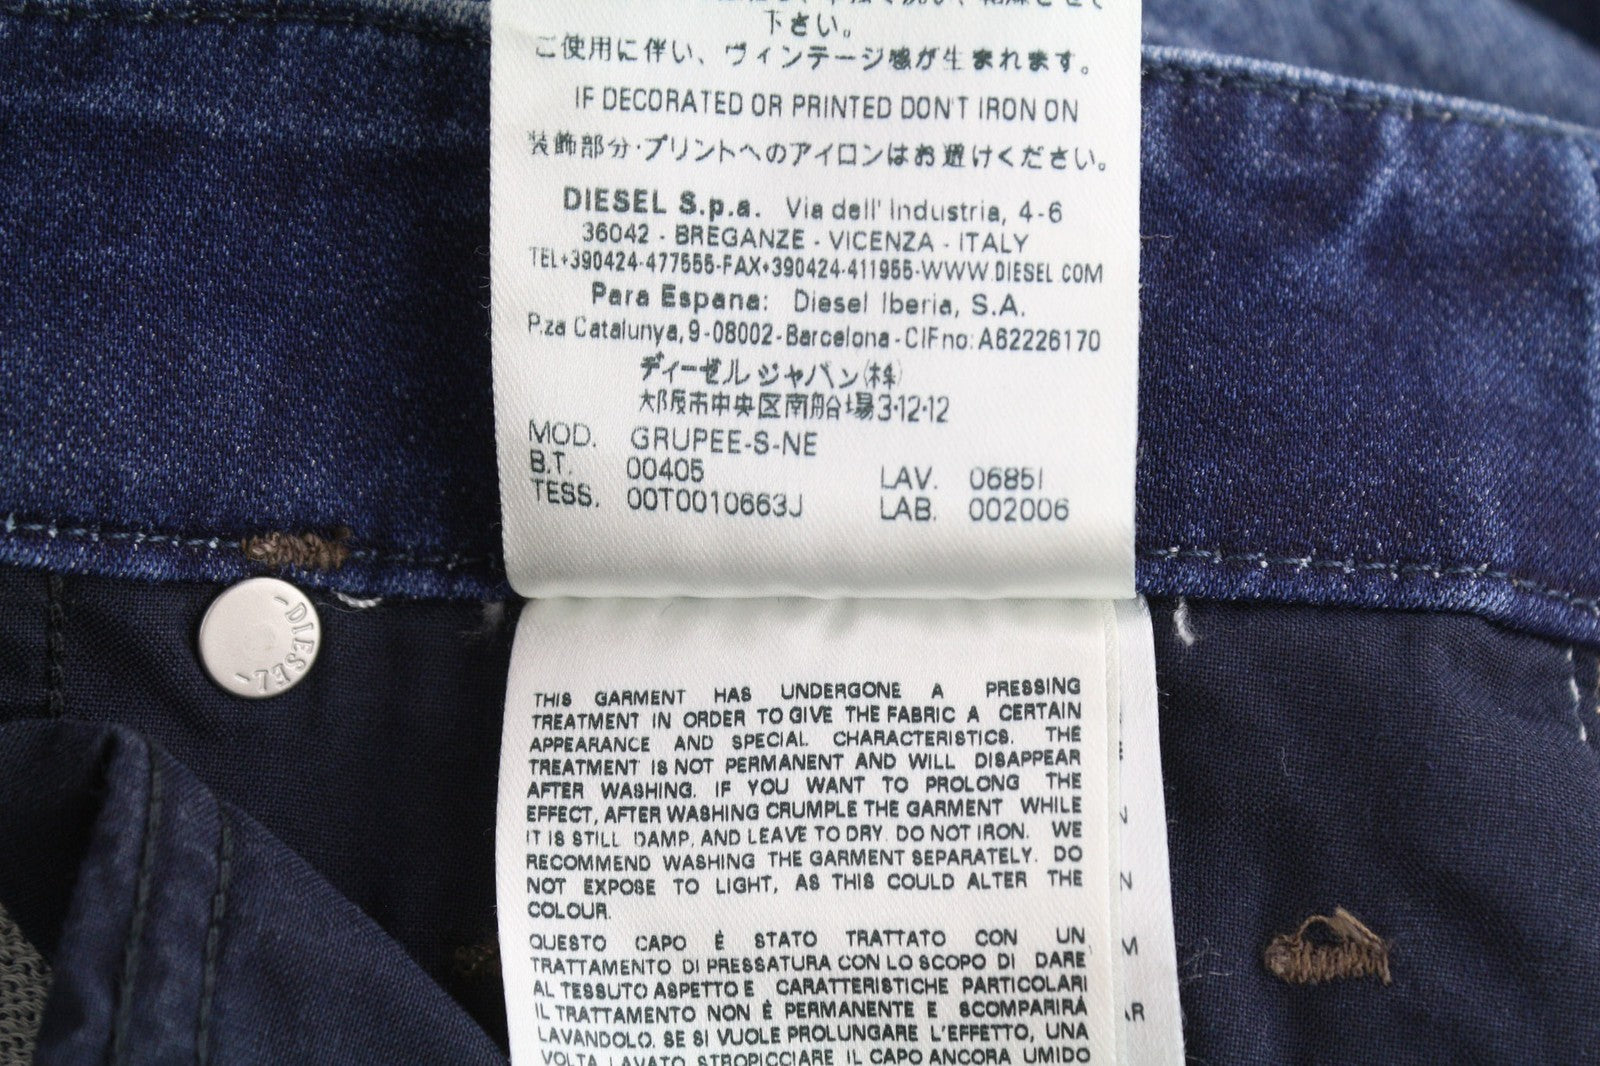 下さい。
ご使用に伴い、ヴィンテージ感が生まれます。
IF DECORATED OR PRINTED DON'T IRON ON
装飾部分・プリントへのアイロンはお避けください。
DIESEL S.p.a. Via dell' Industria, 4-6
36042 - BREGANZE - VICENZA - ITALY
TEL+390424-477555-FAX+390424-411955-WWW.DIESEL.COM
Para Espana: Diesel Iberia, S.A.
P.za Catalunya, 9 -08002 - Barcelona - CIF no: A62226170
ディーゼル ジャパン(株)
大阪市中央区南船場3-12-12
MOD. GRUPEE-S-NE
B.T. 00405 LAV. 0685I
TESS. 00T0010663J LAB. 002006
-DIESEL-
THIS GARMENT HAS UNDERGONE A PRESSING
TREATMENT IN ORDER TO GIVE THE FABRIC A CERTAIN
APPEARANCE AND SPECIAL CHARACTERISTICS. THE
TREATMENT IS NOT PERMANENT AND WILL DISAPPEAR
AFTER WASHING. IF YOU WANT TO PROLONG THE
EFFECT, AFTER WASHING CRUMPLE THE GARMENT WHILE
IT IS STILL DAMP, AND LEAVE TO DRY. DO NOT IRON. WE
RECOMMEND WASHING THE GARMENT SEPARATELY. DO
NOT EXPOSE TO LIGHT, AS THIS COULD ALTER THE
COLOUR.
QUESTO CAPO È STATO TRATTATO CON UN
TRATTAMENTO DI PRESSATURA CON LO SCOPO DI DARE
AL TESSUTO ASPETTO E CARATTERISTICHE PARTICOLARI
IL TRATTAMENTO NON È PERMANENTE E SCOMPARIRÀ
LAVANDOLO. SE SI VUOLE PROLUNGARE L'EFFETTO, UNA
VOLTA LAVATO STROPICCIARE IL CAPO ANCORA UMIDO